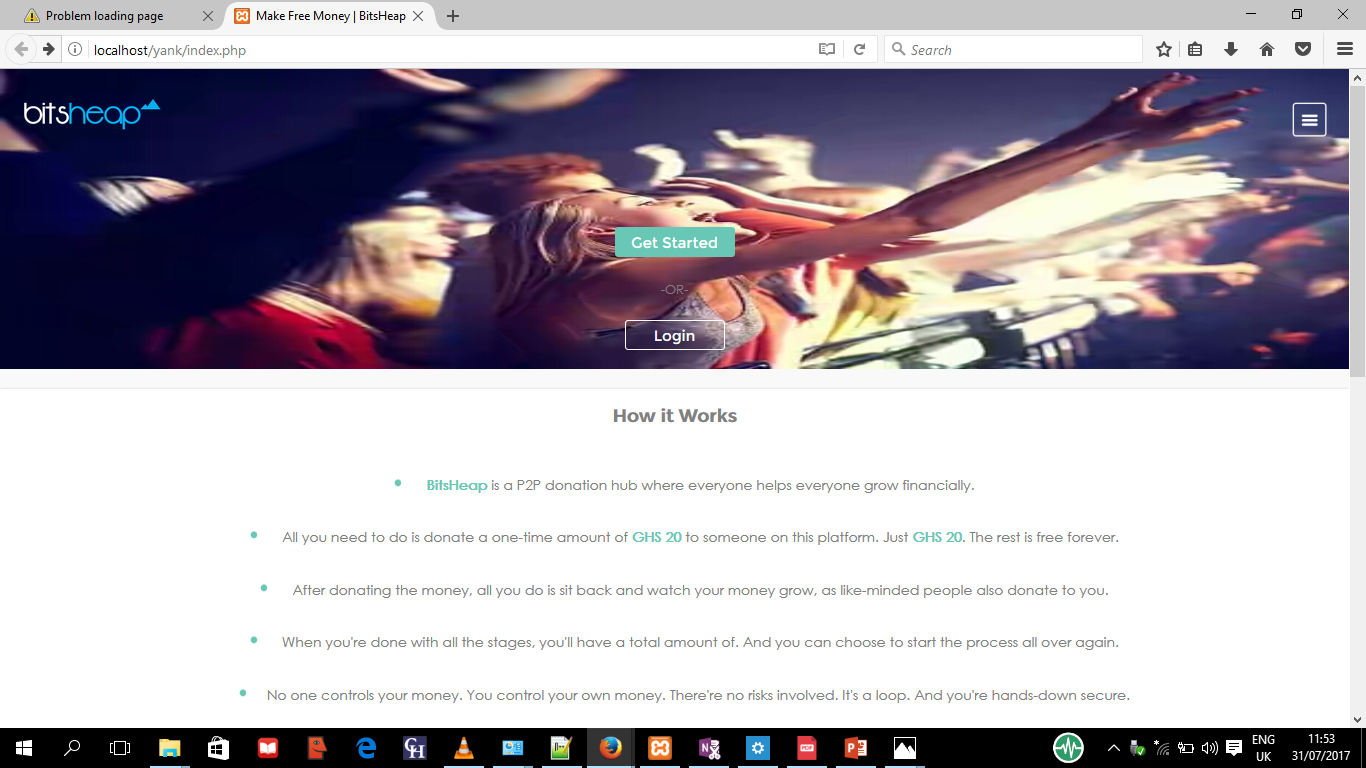 Problem loading page
Make Free Money | BitsHeap
localhost/yank/index.php
Search
bitsheap
Get Started
-OR-
Login
How it Works
BitsHeap is a P2P donation hub where everyone helps everyone grow financially.
All you need to do is donate a one-time amount of GHS 20 to someone on this platform. Just GHS 20. The rest is free forever.
After donating the money, all you do is sit back and watch your money grow, as like-minded people also donate to you.
When you're done with all the stages, you'll have a total amount of. And you can choose to start the process all over again.
No one controls your money. You control your own money. There're no risks involved. It's a loop. And you're hands-down secure.
ENG
11:53
UK
31/07/2017